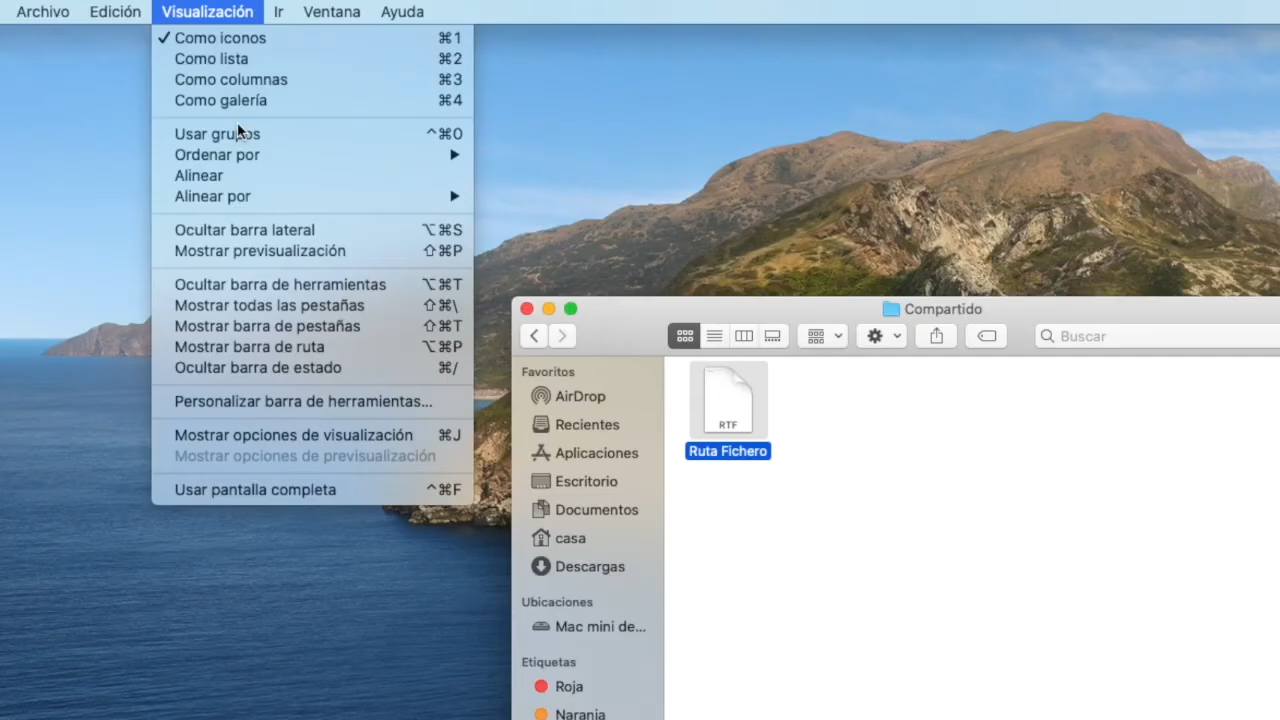 Archivo Edición Visualización Ir Ventana Ayuda
✓ Como iconos ⌘1
Como lista ⌘2
Como columnas ⌘3
Como galería ⌘4
Usar grupos ^⌘0
Ordenar por ▶
Alinear
Alinear por ▶
Ocultar barra lateral ⌥⌘S
Mostrar previsualización ⇧⌘P
Ocultar barra de herramientas ⌥⌘T
Mostrar todas las pestañas ⇧⌘\
Mostrar barra de pestañas ⇧⌘T
Mostrar barra de ruta ⌥⌘P
Ocultar barra de estado ⌘/
Personalizar barra de herramientas...
Mostrar opciones de visualización ⌘J
Mostrar opciones de previsualización
Usar pantalla completa ^⌘F
Compartido
Buscar
Favoritos
AirDrop
Recientes
Aplicaciones
Escritorio
Documentos
casa
Descargas
Ubicaciones
Mac mini de...
Etiquetas
Roja
Naranja
RTF
Ruta Fichero